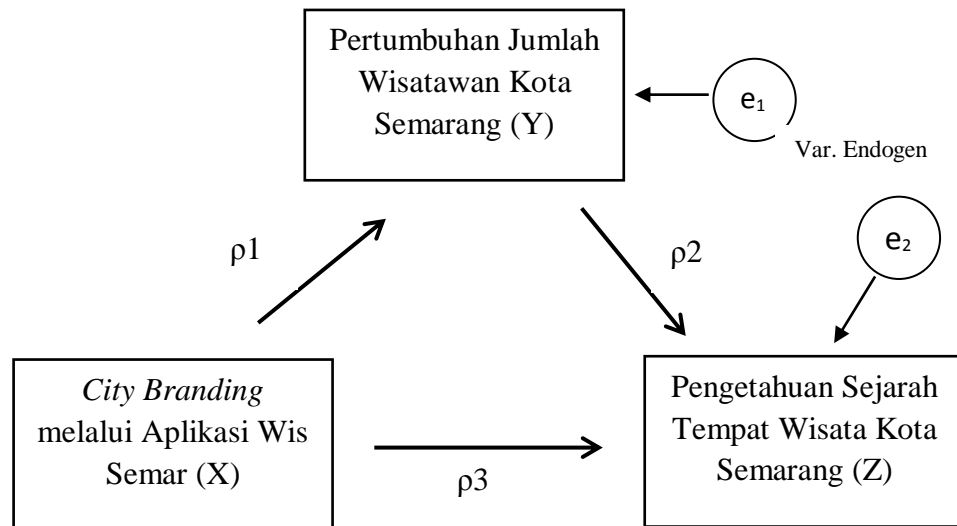 Pertumbuhan Jumlah
Wisatawan Kota
Semarang (Y)
e₁
Var. Endogen
e₂
ρ1
ρ2
City Branding
melalui Aplikasi Wis
Semar (X)
ρ3
Pengetahuan Sejarah
Tempat Wisata Kota
Semarang (Z)